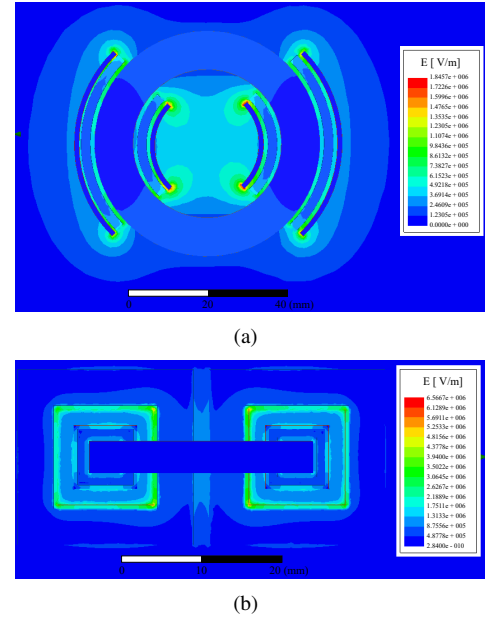 E [ V/m]
1.8457e + 006
1.7226e + 006
1.5996e + 006
1.4765e + 006
1.3535e + 006
1.2305e + 006
1.1074e + 006
9.8436e + 005
8.6132e + 005
7.3827e + 005
6.1523e + 005
4.9218e + 005
3.6914e + 005
2.4609e + 005
1.2305e + 005
0.0000e + 000
0 20 40 (mm)
(a)
E [ V/m]
6.5667e + 006
6.1289e + 006
5.6911e + 006
5.2533e + 006
4.8156e + 006
4.3778e + 006
3.9400e + 006
3.5022e + 006
3.0645e + 006
2.6267e + 006
2.1889e + 006
1.7511e + 006
1.3133e + 006
8.7556e + 005
4.8778e + 005
2.8400e - 010
0 10 20 (mm)
(b)